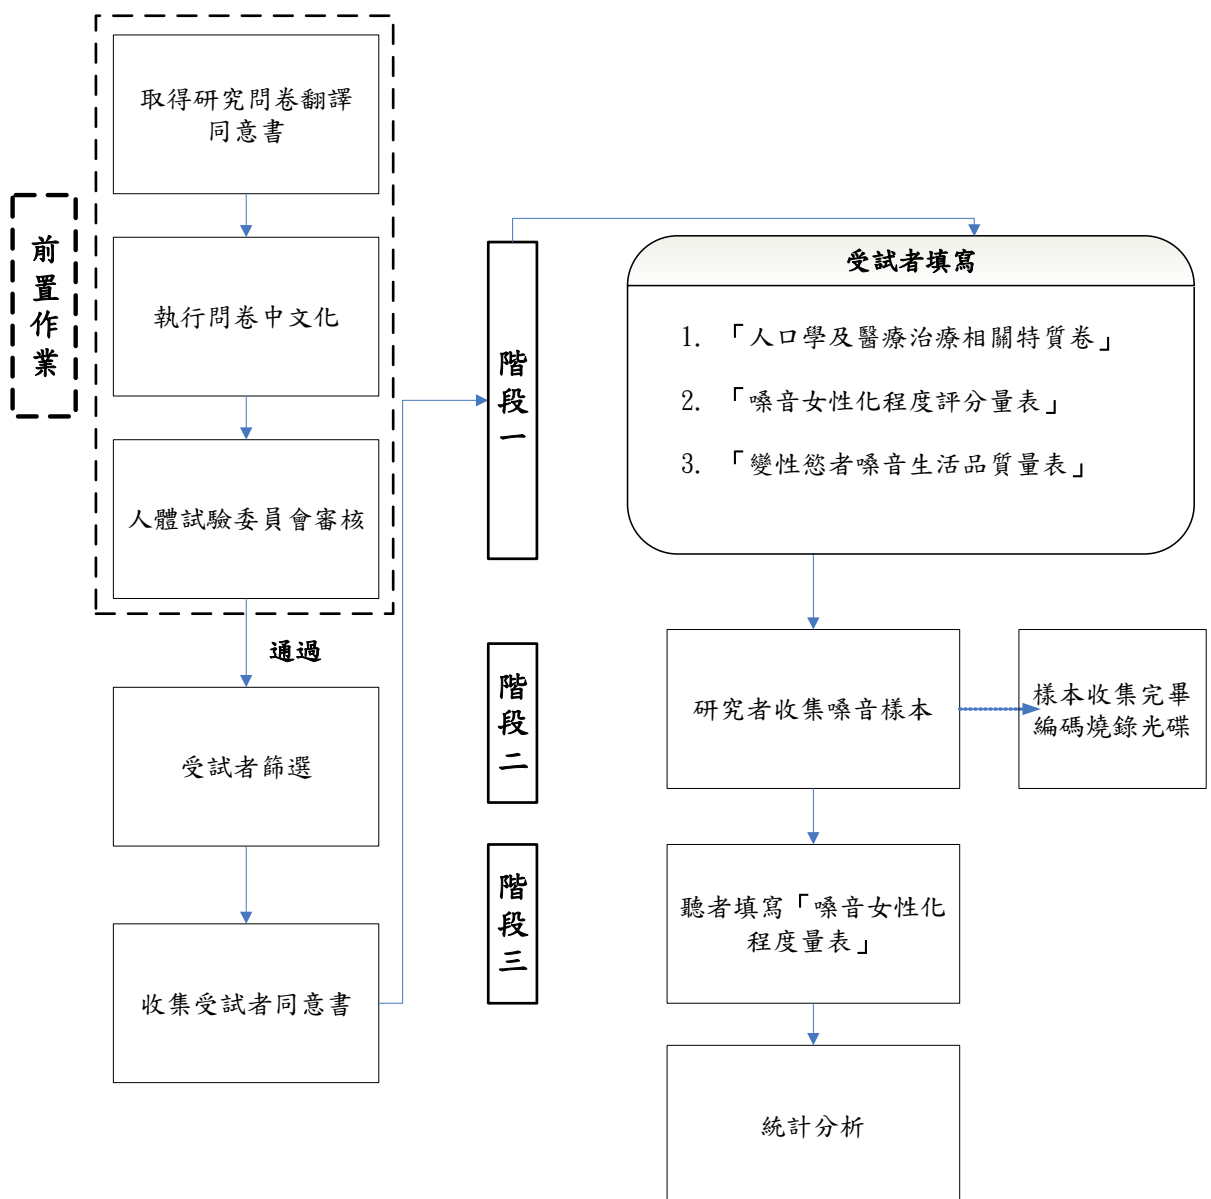 前置作業
取得研究問卷翻譯
同意書
執行問卷中文化
人體試驗委員會審核
通過
受試者篩選
收集受試者同意書
階段一
受試者填寫
1. 「人口學及醫療治療相關特質卷」
2. 「嗓音女性化程度評分量表」
3. 「變性慾者嗓音生活品質量表」
階段二
研究者收集嗓音樣本
樣本收集完畢
編碼燒錄光碟
階段三
聽者填寫「嗓音女性化
程度量表」
統計分析